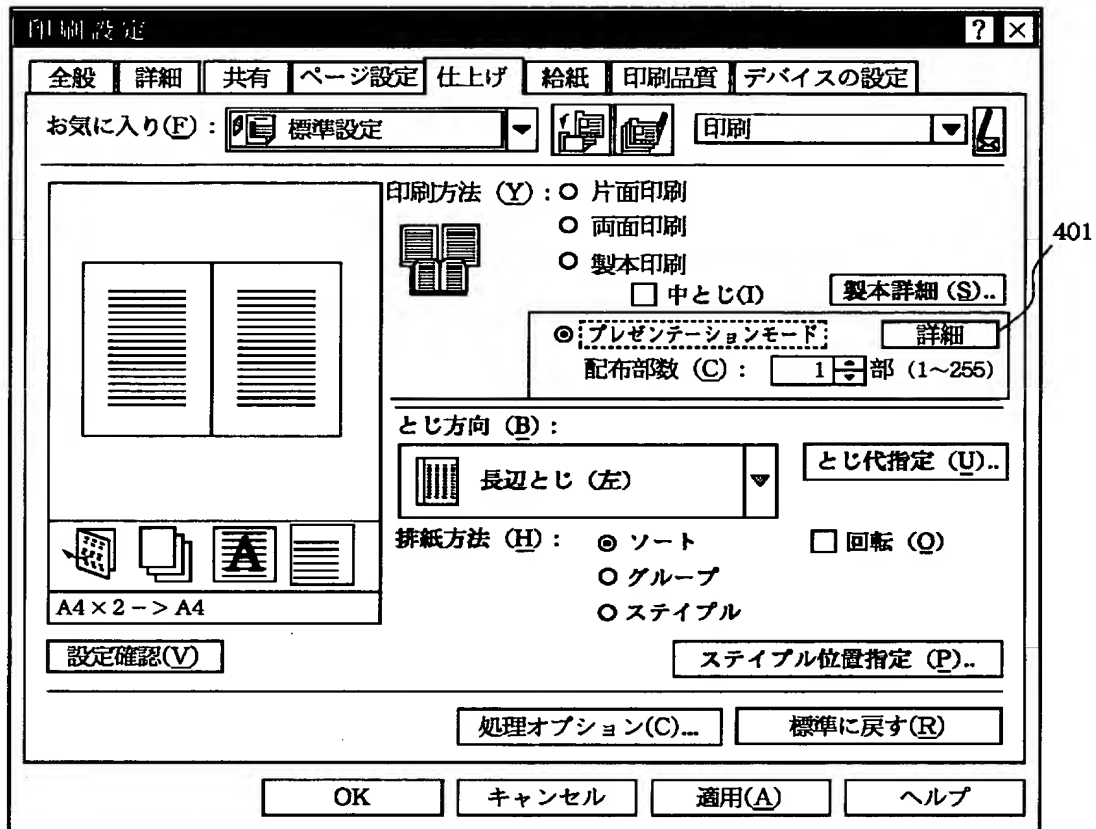 印刷設定 ? ×
全般 詳細 共有 ページ設定 仕上げ 給紙 印刷品質 デバイスの設定
お気に入り(F) : 標準設定 印刷
印刷方法 (Y) : 片面印刷
両面印刷
401
製本印刷
中とじ(I) 製本詳細 (S)..
プレゼンテーションモード 詳細
配布部数 (C) : 1 部 (1~255)
とじ方向 (B) :
長辺とじ (左) とじ代指定 (U)..
排紙方法 (H) : ソート 回転 (O)
グループ
A
A4×2−> A4 ステイプル
設定確認(V) ステイプル位置指定 (P)..
処理オプション(C)... 標準に戻す(R)
OK キャンセル 適用(A) ヘルプ